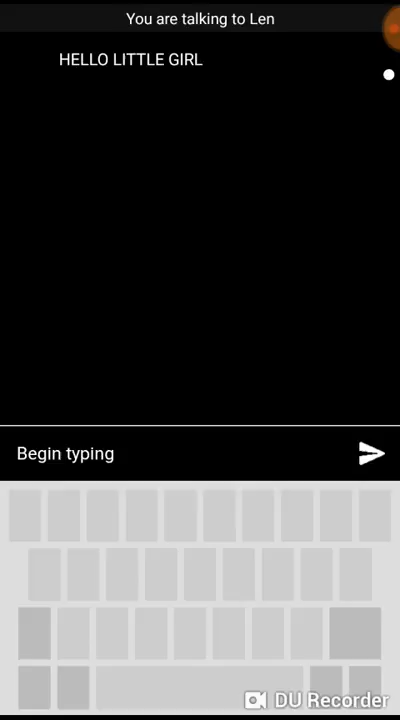 You are talking to Len
HELLO LITTLE GIRL
Begin typing
DU Recorder